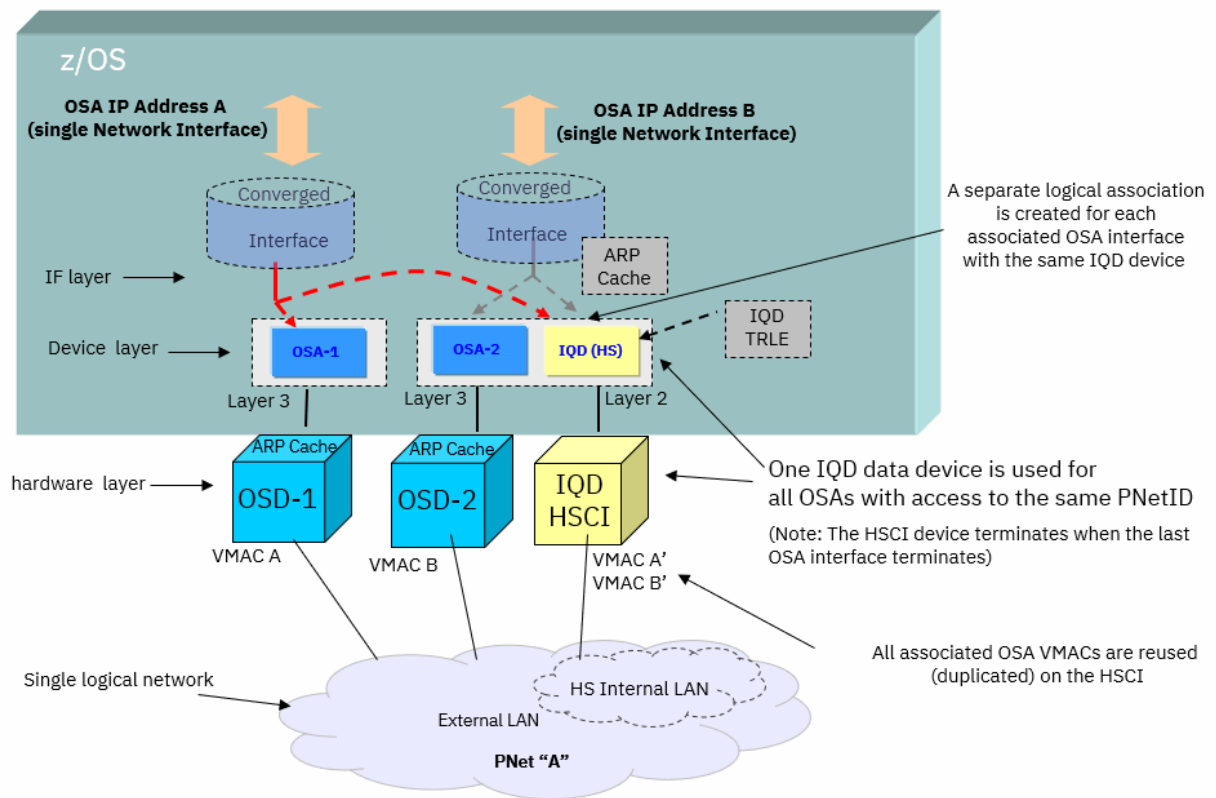 z/OS
OSA IP Address A
(single Network Interface)
OSA IP Address B
(single Network Interface)
Converged
Interface
Converged
Interface
ARP
Cache
A separate logical association
is created for each
associated OSA interface
with the same IQD device
IF layer
IQD
TRLE
Device layer
OSA-1
OSA-2
IQD (HS)
Layer 3
Layer 3
Layer 2
ARP Cache
ARP Cache
hardware layer
OSD-1
OSD-2
IQD
HSCI
One IQD data device is used for
all OSAs with access to the same PNetID
(Note: The HSCI device terminates when the last
OSA interface terminates)
VMAC A
VMAC B
VMAC A’
VMAC B’
All associated OSA VMACs are reused
(duplicated) on the HSCI
Single logical network
HS Internal LAN
External LAN
PNet “A”